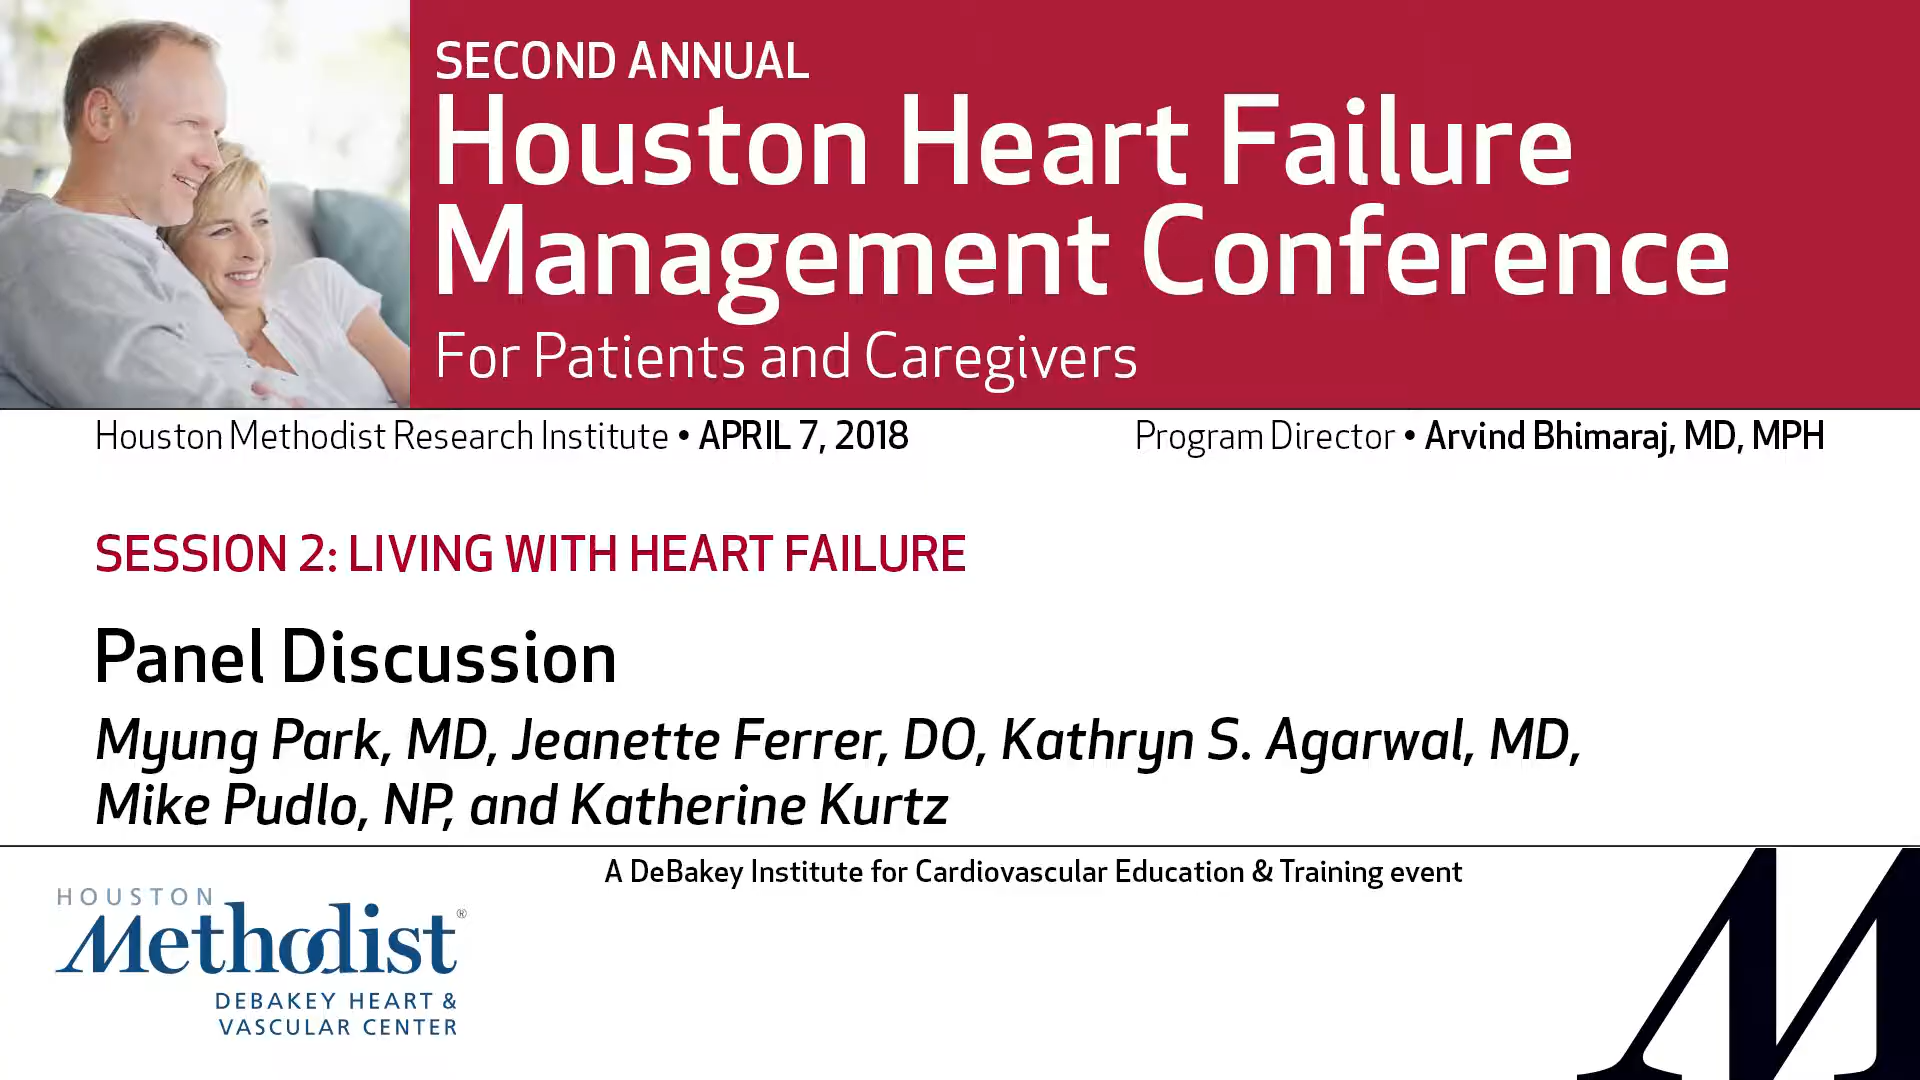 SECOND ANNUAL
Houston Heart Failure
Management Conference
For Patients and Caregivers
Houston Methodist Research Institute • APRIL 7, 2018
Program Director • Arvind Bhimaraj, MD, MPH
SESSION 2: LIVING WITH HEART FAILURE
Panel Discussion
Myung Park, MD, Jeanette Ferrer, DO, Kathryn S. Agarwal, MD,
Mike Pudlo, NP, and Katherine Kurtz
A DeBakey Institute for Cardiovascular Education & Training event
HOUSTON
Methodist®
DEBAKEY HEART &
VASCULAR CENTER
M